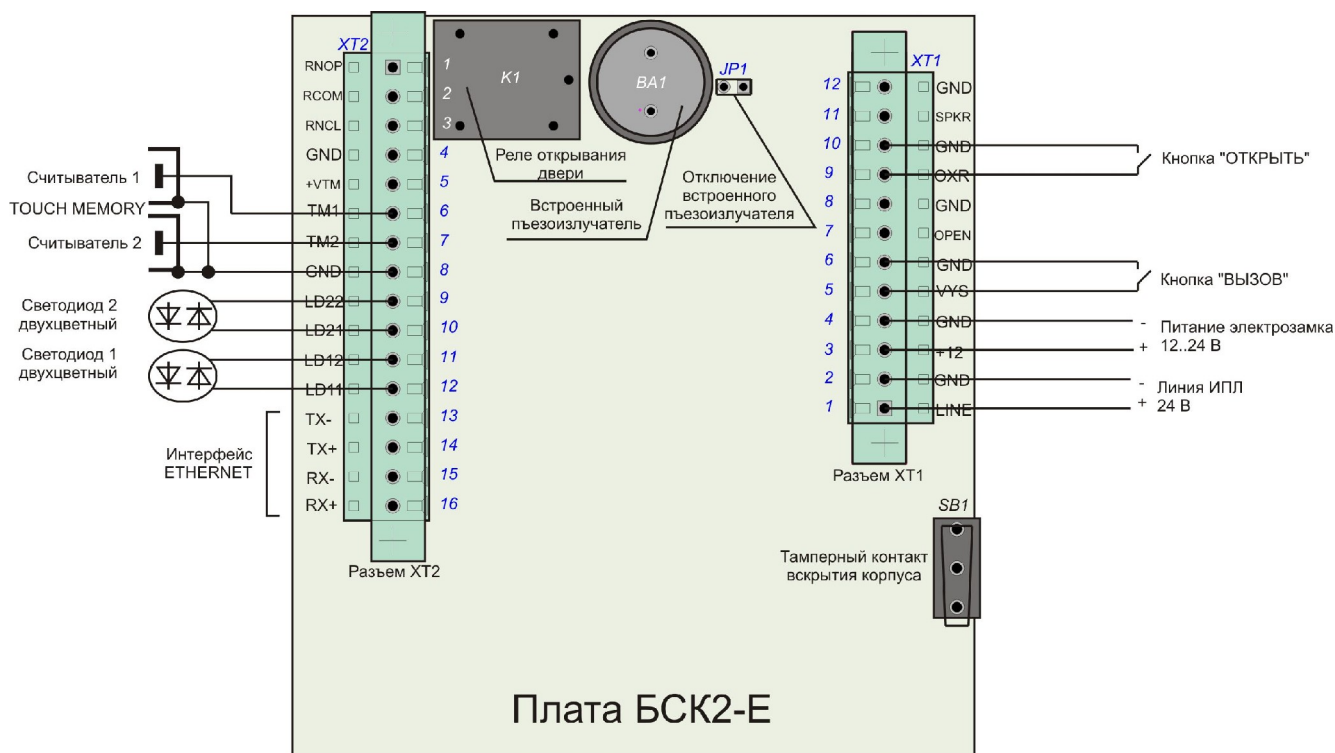 Считыватель 1
TOUCH MEMORY
Считыватель 2
Светодиод 2
двухцветный
Светодиод 1
двухцветный
Интерфейс
ETHERNET
XT2
RNOP 1
RCOM 2
RNCL 3
GND 4
+VTM 5
TM1 6
TM2 7
GND 8
LD22 9
LD21 10
LD12 11
LD11 12
TX- 13
TX+ 14
RX- 15
RX+ 16
Разъем XT2
K1
BA1
JP1
Реле открывания
двери
Встроенный
пъезоизлучатель
Отключение
встроенного
пъезоизлучателя
XT1
12 GND
11 SPKR
10 GND
9 OXR
8 GND
7 OPEN
6 GND
5 VYS
4 GND
3 +12
2 GND
1 LINE
Разъем XT1
Кнопка "ОТКРЫТЬ"
Кнопка "ВЫЗОВ"
- Питание электрозамка
+ 12..24 В
- Линия ИПЛ
+ 24 В
SB1
Тамперный контакт
вскрытия корпуса
Плата БСК2-Е